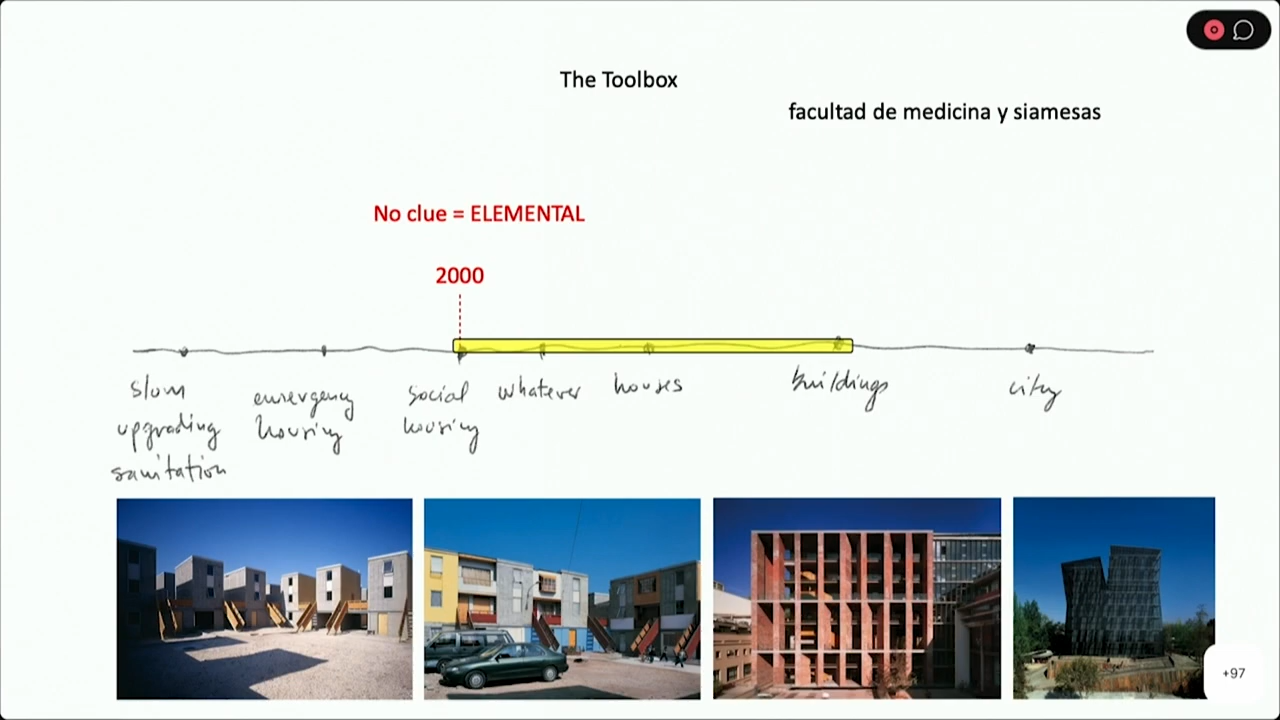 The Toolbox
facultad de medicina y siamesas
No clue = ELEMENTAL
2000
slum
upgrading
sanitation
emergency
housing
social
housing
whatever
houses
buildings
city
+97